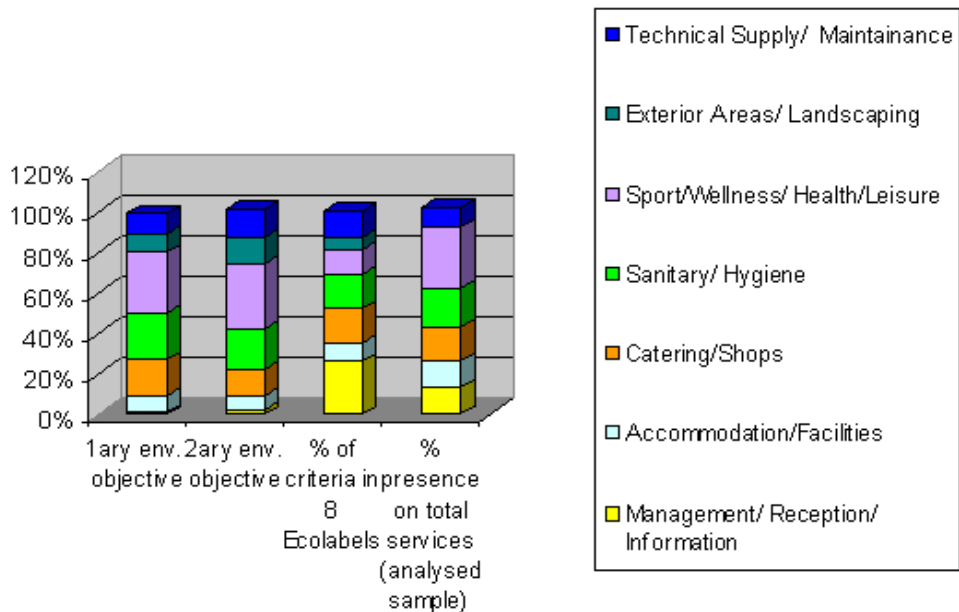 120%
100%
80%
60%
40%
20%
0%
1ary env.
objective
2ary env.
objective
% of
criteria in
8
Ecolabels
%
presence
on total
services
(analysed
sample)
Technical Supply/ Maintainance
Exterior Areas/ Landscaping
Sport/Wellness/ Health/Leisure
Sanitary/ Hygiene
Catering/Shops
Accommodation/Facilities
Management/ Reception/
Information